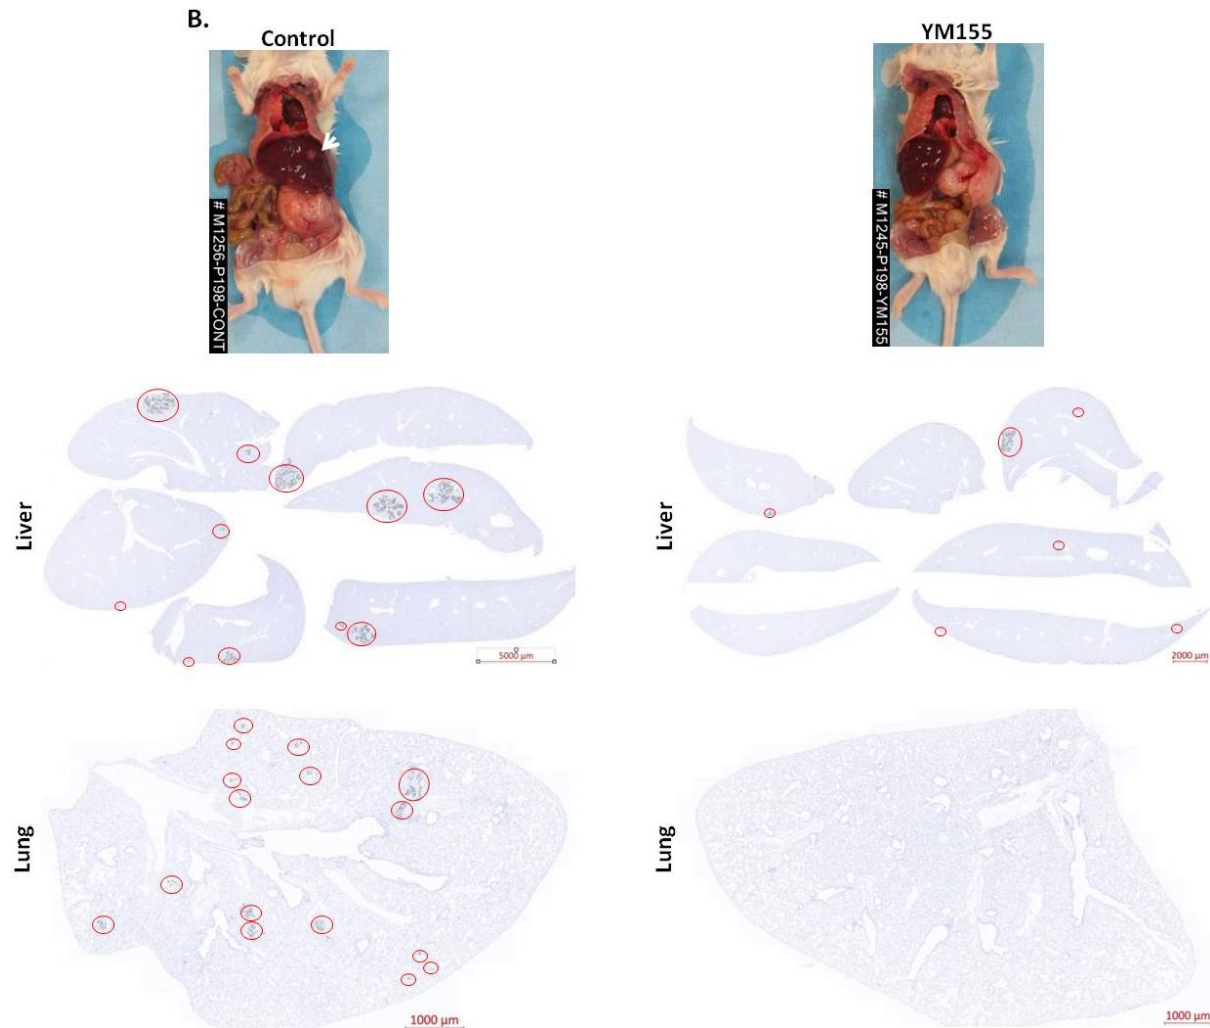 B.
Control
YM155
# M1256-P198-CONT
# M1245-P198-YM155
Liver
5000 µm
Liver
2000 µm
Lung
1000 µm
Lung
1000 µm